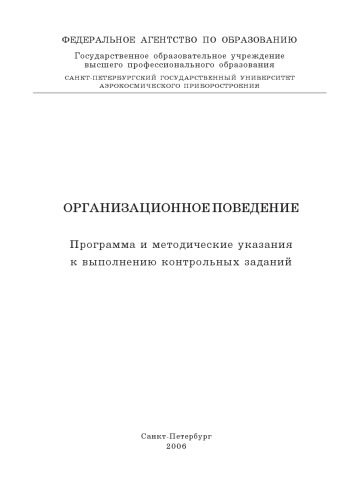 ФЕДЕРАЛЬНОЕ АГЕНТСТВО ПО ОБРАЗОВАНИЮ
Государственное образовательное учреждение
высшего профессионального образования
САНКТ-ПЕТЕРБУРГСКИЙ ГОСУДАРСТВЕННЫЙ УНИВЕРСИТЕТ
АЭРОКОСМИЧЕСКОГО ПРИБОРОСТРОЕНИЯ
ОРГАНИЗАЦИОННОЕ ПОВЕДЕНИЕ
Программа и методические указания
к выполнению контрольных заданий
Санкт-Петербург
2006